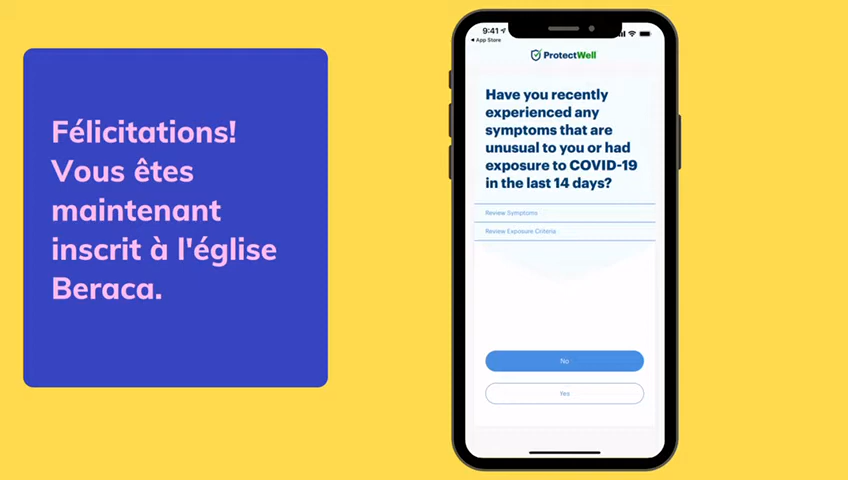 Félicitations!
Vous êtes
maintenant
inscrit à l'église
Beraca.
9:41
App Store
ProtectWell
Have you recently
experienced any
symptoms that are
unusual to you or had
exposure to COVID-19
in the last 14 days?
Review Symptoms
Review Exposure Criteria
No
Yes